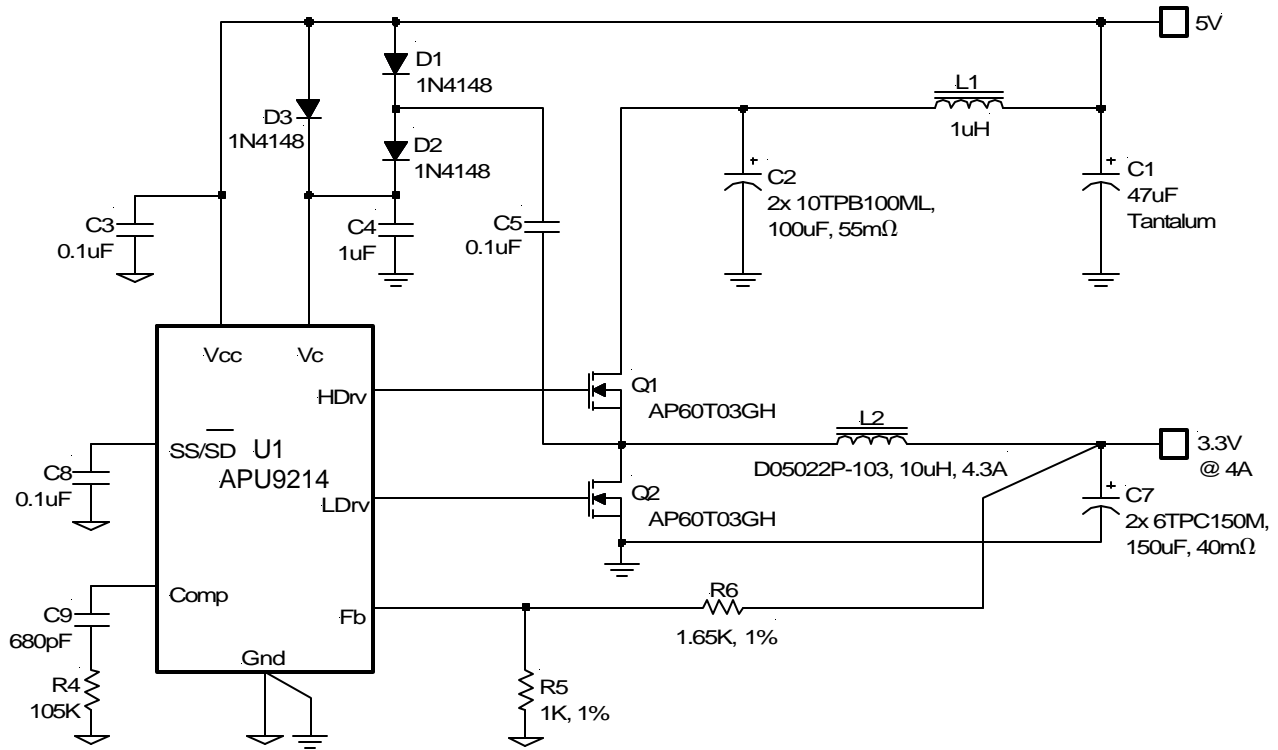 5V
D1
1N4148
L1
1uH
D3
1N4148
D2
1N4148
C2
2x 10TPB100ML,
100uF, 55mΩ
C1
47uF
Tantalum
C3
0.1uF
C4
1uF
C5
0.1uF
Vcc
Vc
HDrv
Q1
AP60T03GH
SS/SD
U1
APU9214
L2
D05022P-103, 10uH, 4.3A
3.3V
@ 4A
C8
0.1uF
LDrv
Q2
AP60T03GH
C7
2x 6TPC150M,
150uF, 40mΩ
Comp
Fb
R6
1.65K, 1%
C9
680pF
Gnd
R4
105K
R5
1K, 1%